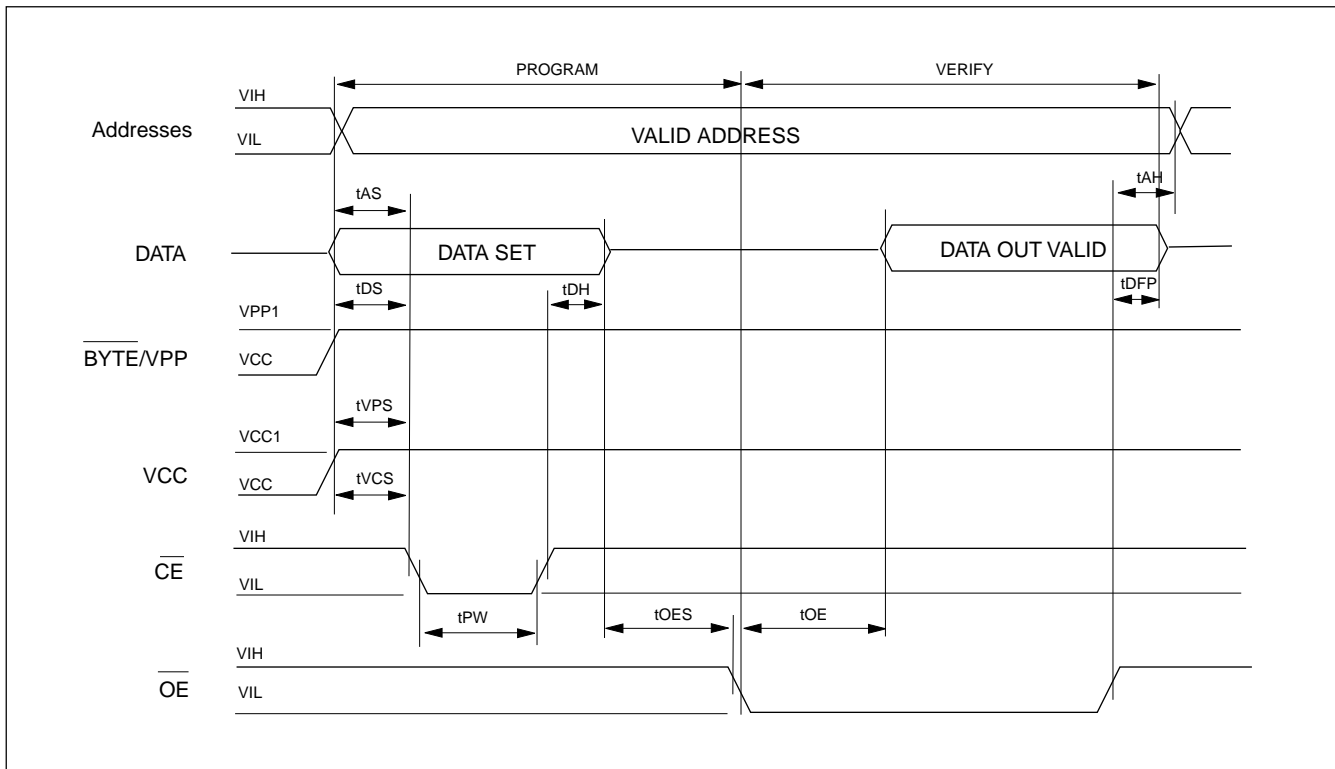 PROGRAM VERIFY
VIH
Addresses
VIL
VALID ADDRESS
tAS
tAH
DATA
DATA SET
DATA OUT VALID
tDS
tDH
tDFP
VPP1
BYTE/VPP
VCC
tVPS
VCC1
VCC
VCC
tVCS
VIH
CE
VIL
tPW
tOES
tOE
VIH
OE
VIL